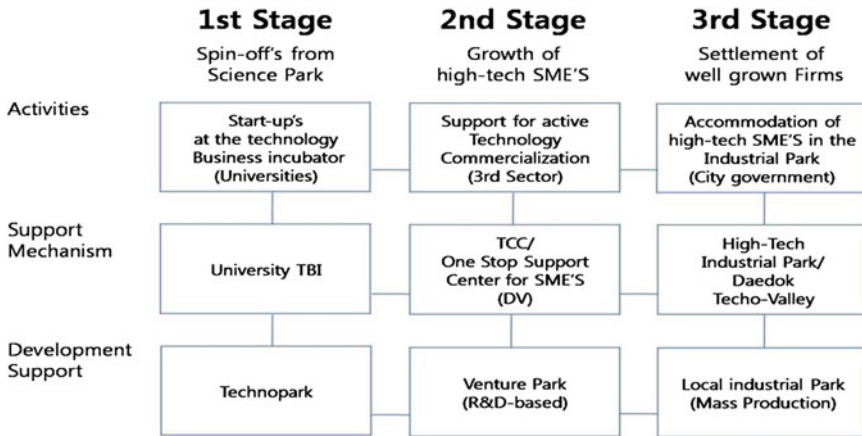 1st Stage
Spin-off's from
Science Park
2nd Stage
Growth of
high-tech SME'S
3rd Stage
Settlement of
well grown Firms
Activities
Start-up's
at the technology
Business incubator
(Universities)
Support for active
Technology
Commercialization
(3rd Sector)
Accommodation of
high-tech SME'S in the
Industrial Park
(City government)
Support
Mechanism
University TBI
TCC/
One Stop Support
Center for SME'S
(DV)
High-Tech
Industrial Park/
Daedok
Techo-Valley
Development
Support
Technopark
Venture Park
(R&D-based)
Local industrial Park
(Mass Production)